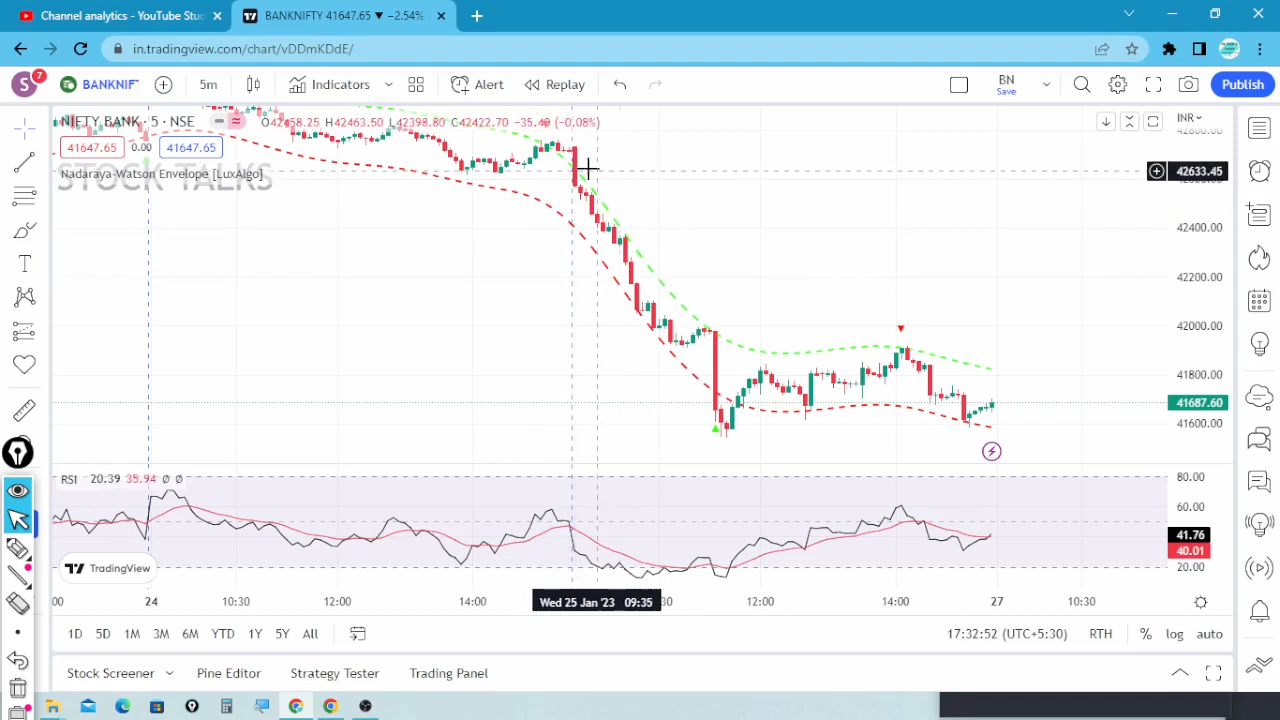 Channel analytics - YouTube Stud
BANKNIFTY 41647.65 ▼ −2.54%
in.tradingview.com/chart/vDDmKDdE/
S
7
BANKNIF
5m
Indicators
Alert
Replay
BN
Save
Publish
NIFTY BANK · 5 · NSE
O42458.25 H42463.50 L42398.80 C42422.70 −35.40 (−0.08%)
INR
42800.00
41647.65
0.00
41647.65
Nadaraya-Watson Envelope [LuxAlgo]
STOCK TALKS
42633.45
42400.00
42200.00
42000.00
41800.00
41687.60
41600.00
RSI 20.39 35.94 Ø Ø
80.00
60.00
41.76
40.01
20.00
TradingView
:00
24
10:30
12:00
14:00
Wed 25 Jan '23 09:35
:30
12:00
14:00
27
10:30
1D
5D
1M
3M
6M
YTD
1Y
5Y
All
17:32:52 (UTC+5:30)
RTH
%
log
auto
Stock Screener
Pine Editor
Strategy Tester
Trading Panel